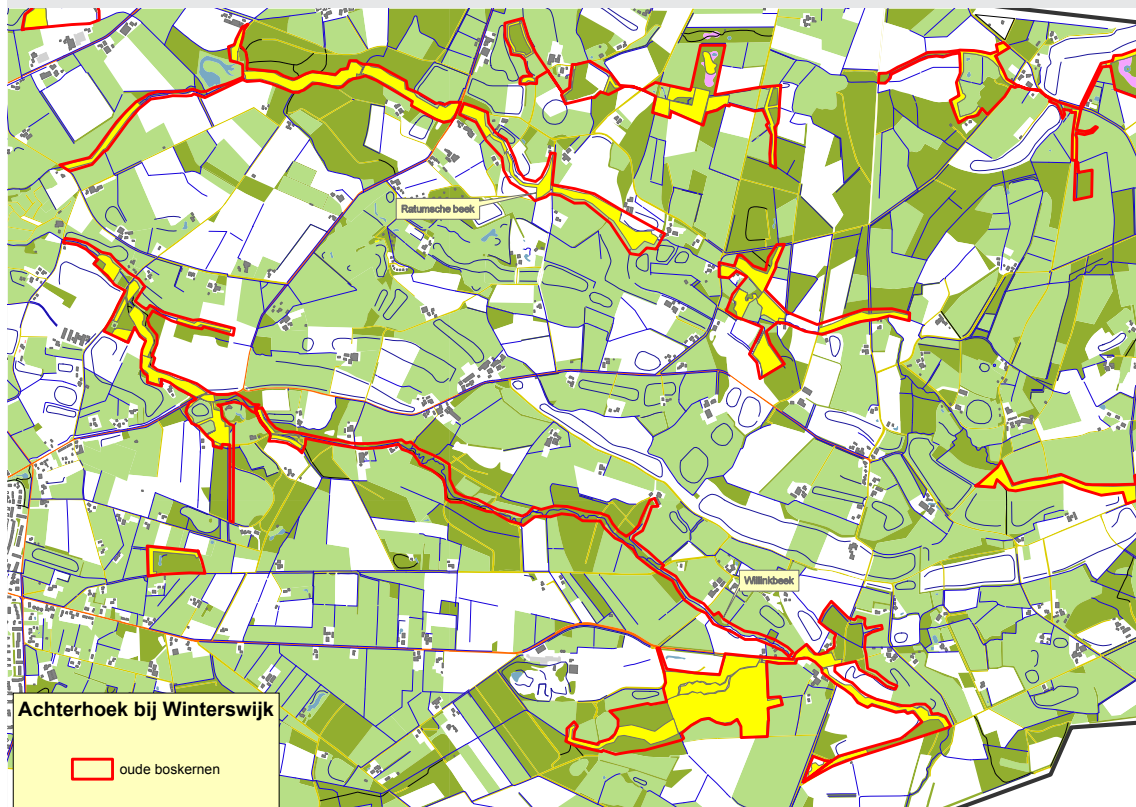 Ratumsche beek
Willinkbeek
Achterhoek bij Winterswijk
oude boskernen